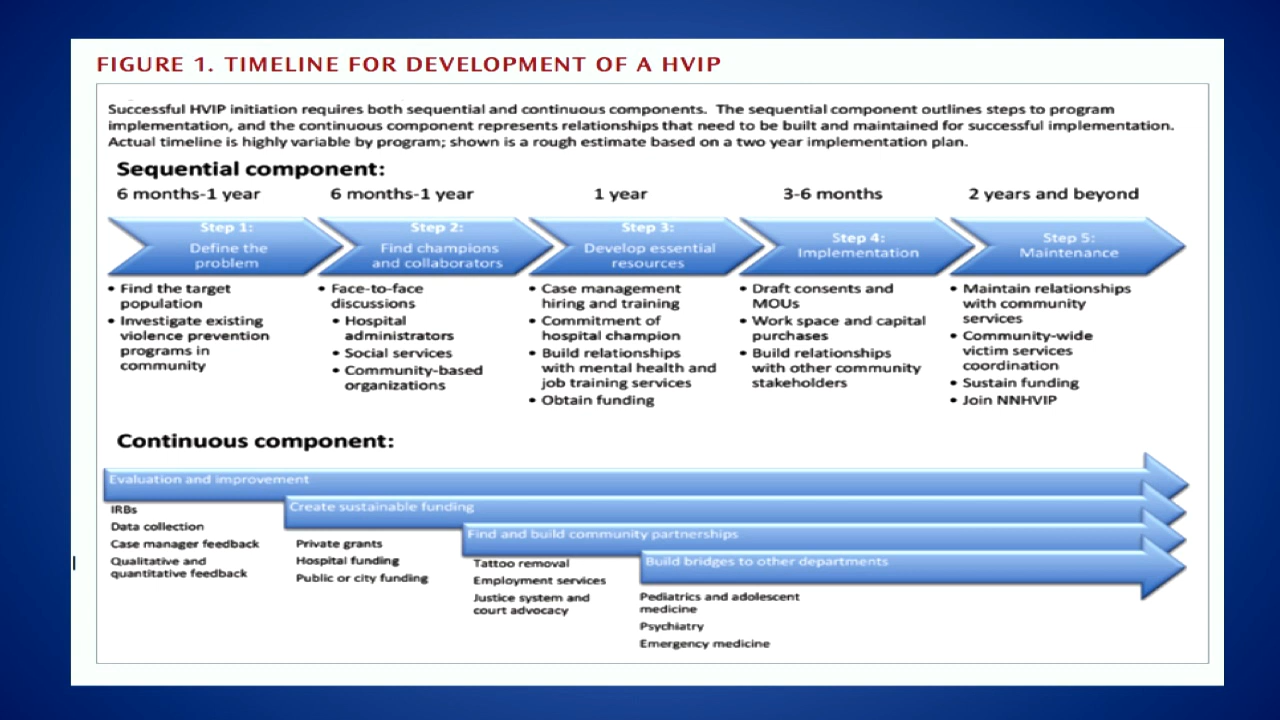 FIGURE 1. TIMELINE FOR DEVELOPMENT OF A HVIP
Successful HVIP initiation requires both sequential and continuous components. The sequential component outlines steps to program
implementation, and the continuous component represents relationships that need to be built and maintained for successful implementation.
Actual timeline is highly variable by program; shown is a rough estimate based on a two year implementation plan.
Sequential component:
6 months-1 year
6 months-1 year
1 year
3-6 months
2 years and beyond
Step 1:
Define the
problem
Step 2:
Find champions
and collaborators
Step 3:
Develop essential
resources
Step 4:
Implementation
Step 5:
Maintenance
• Find the target
population
• Investigate existing
violence prevention
programs in
community
• Face-to-face
discussions
• Hospital
administrators
• Social services
• Community-based
organizations
• Case management
hiring and training
• Commitment of
hospital champion
• Build relationships
with mental health and
job training services
• Obtain funding
• Draft consents and
MOUs
• Work space and capital
purchases
• Build relationships
with other community
stakeholders
• Maintain relationships
with community
services
• Community-wide
victim services
coordination
• Sustain funding
• Join NNHVIP
Continuous component:
Evaluation and improvement
IRBs
Data collection
Case manager feedback
Qualitative and
quantitative feedback
Create sustainable funding
Private grants
Hospital funding
Public or city funding
Find and build community partnerships
Tattoo removal
Employment services
Justice system and
court advocacy
Build bridges to other departments
Pediatrics and adolescent
medicine
Psychiatry
Emergency medicine